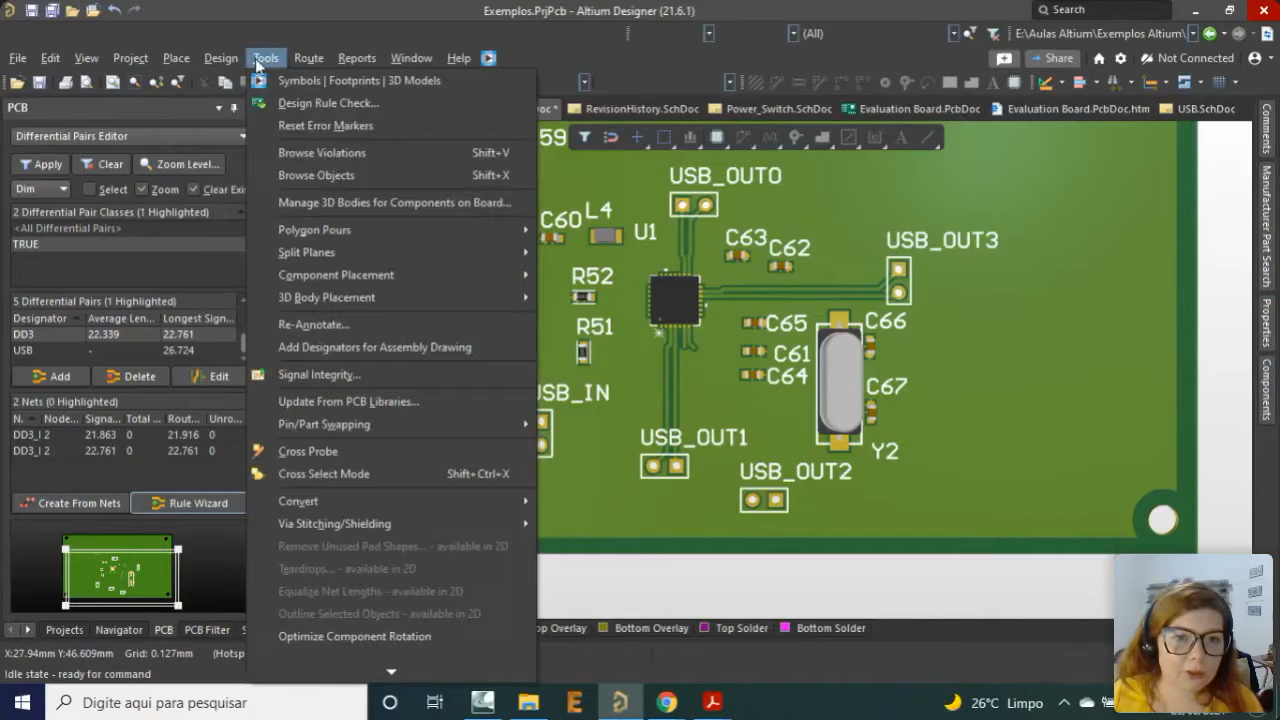 Exemplos.PrjPcb - Altium Designer (21.6.1)
Search
(All)
E:\Aulas Altium\Exemplos Altium\
File Edit View Project Place Design Tools Route Reports Window Help
Share Not Connected
PCB
RevisionHistory.SchDoc Power_Switch.SchDoc Evaluation Board.PcbDoc Evaluation Board.PcbDoc.htm USB.SchDoc
Differential Pairs Editor
Apply Clear Zoom Level...
Dim Select Zoom Clear Exi
2 Differential Pair Classes (1 Highlighted)
<All Differential Pairs>
TRUE
5 Differential Pairs (1 Highlighted)
Designator Average Len... Longest Sign...
DD3 22.339 22.761
USB - 26.724
Add Delete Edit
2 Nets (0 Highlighted)
N. Node... Signa... Total ... Rout... Unro...
DD3_I 2 21.863 21.916 0
DD3_I 2 22.451 22.761 0
Create From Nets Rule Wizard
Projects Navigator PCB PCB Filter
X:27.94mm Y:46.609mm Grid: 0.127mm (Hotsp
Idle state - ready for command
Symbols | Footprints | 3D Models
Design Rule Check...
Reset Error Markers
Browse Violations Shift+V
Browse Objects Shift+X
Manage 3D Bodies for Components on Board...
Polygon Pours
Split Planes
Component Placement
3D Body Placement
Re-Annotate...
Add Designators for Assembly Drawing
Signal Integrity...
Update From PCB Libraries...
Pin/Part Swapping
Cross Probe
Cross Select Mode Shift+Ctrl+X
Convert
Via Stitching/Shielding
Remove Unused Pad Shapes... - available in 2D
Teardrops... - available in 2D
Equalize Net Lengths - available in 2D
Outline Selected Objects - available in 2D
Optimize Component Rotation
59
USB_OUT0
C60
L4
U1
C63
C62
USB_OUT3
R52
R51
C65
C66
C61
C64
C67
USB_IN
USB_OUT1
Y2
USB_OUT2
Comments
Manufacturer Part Search
Properties
Components
op Overlay Bottom Overlay Top Solder Bottom Solder
Digite aqui para pesquisar
26°C Limpo